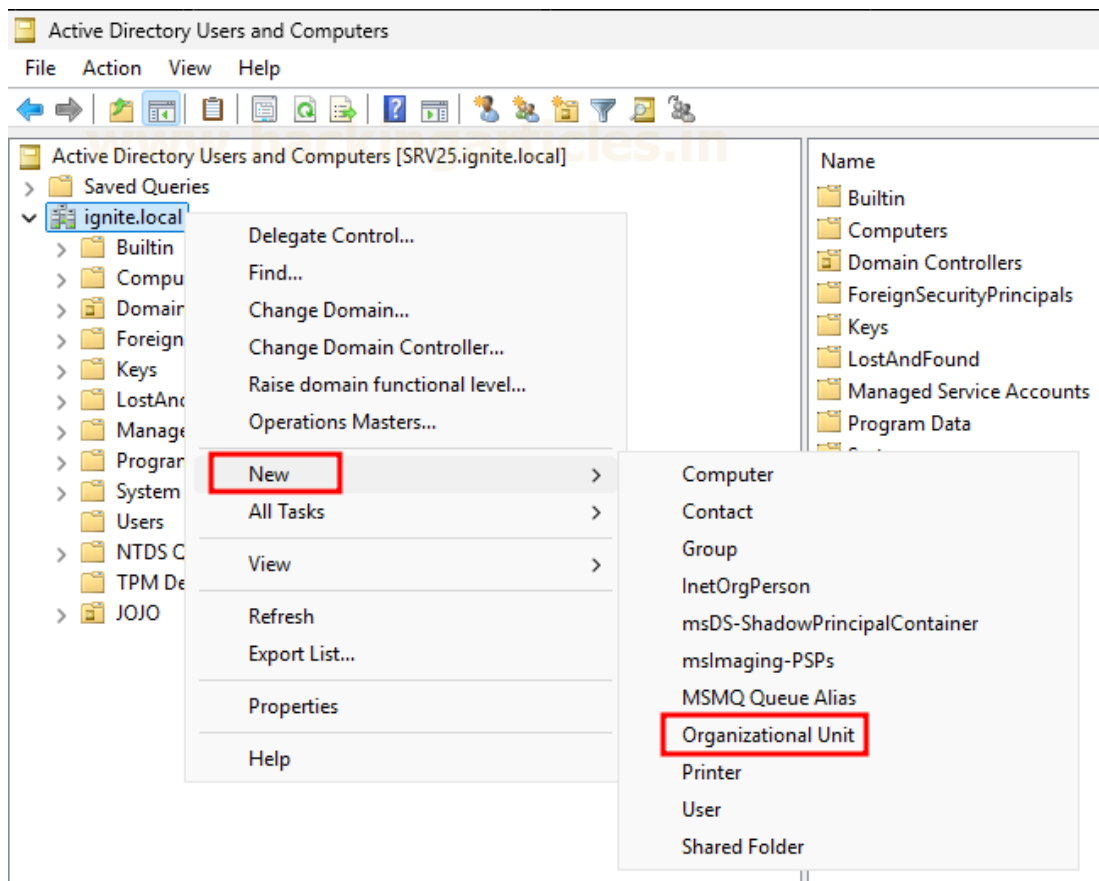 Active Directory Users and Computers
File Action View Help
www.hackingarticles.in
Active Directory Users and Computers [SRV25.ignite.local]
Saved Queries
ignite.local
Builtin
Compu
Domain
Foreign
Keys
LostAnd
Manage
Program
System
Users
NTDS Q
TPM De
JOJO
Delegate Control...
Find...
Change Domain...
Change Domain Controller...
Raise domain functional level...
Operations Masters...
New
All Tasks
View
Refresh
Export List...
Properties
Help
Computer
Contact
Group
InetOrgPerson
msDS-ShadowPrincipalContainer
msImaging-PSPs
MSMQ Queue Alias
Organizational Unit
Printer
User
Shared Folder
Name
Builtin
Computers
Domain Controllers
ForeignSecurityPrincipals
Keys
LostAndFound
Managed Service Accounts
Program Data